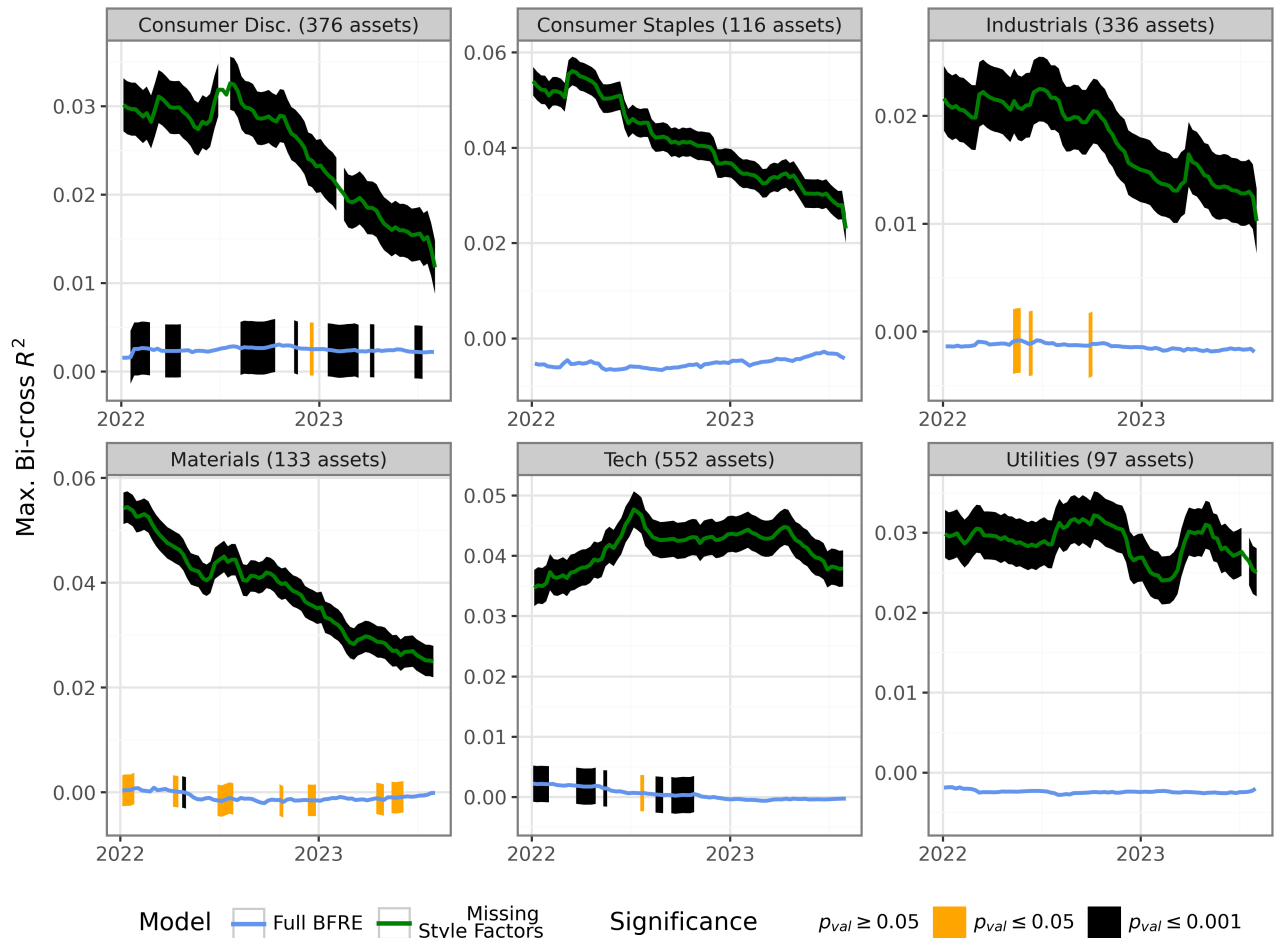 Consumer Disc. (376 assets)
Consumer Staples (116 assets)
Industrials (336 assets)
0.03
0.02
0.01
0.00
2022
2023
0.06
0.04
0.02
0.00
2022
2023
0.02
0.01
0.00
2022
2023
Max. Bi-cross R²
Materials (133 assets)
Tech (552 assets)
Utilities (97 assets)
0.06
0.04
0.02
0.00
2022
2023
0.05
0.04
0.03
0.02
0.01
0.00
2022
2023
0.03
0.02
0.01
0.00
2022
2023
Model
Full BFRE
Missing
Style Factors
Significance
p_val ≥ 0.05
p_val ≤ 0.05
p_val ≤ 0.001